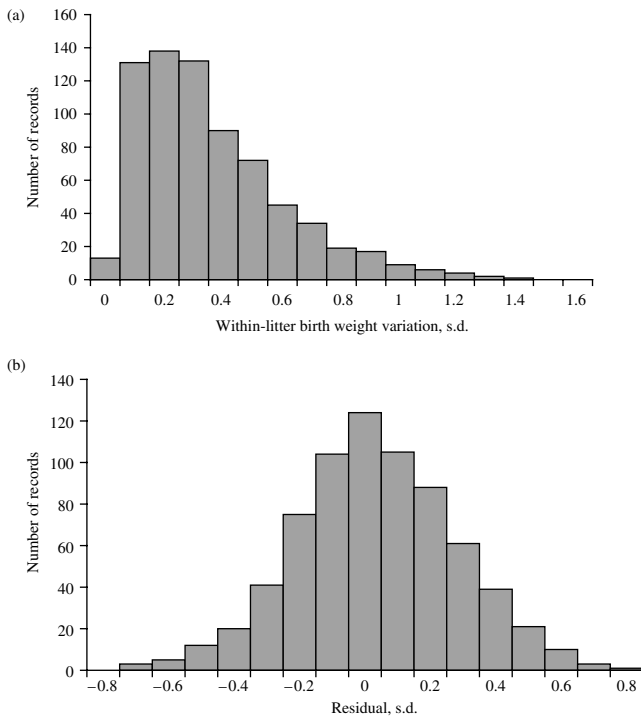 (a)
160
140
120
100
80
60
40
20
0
Number of records
0 0.2 0.4 0.6 0.8 1 1.2 1.4 1.6
Within-litter birth weight variation, s.d.
(b)
140
120
100
80
60
40
20
0
Number of records
−0.8 −0.6 −0.4 −0.2 0 0.2 0.4 0.6 0.8
Residual, s.d.